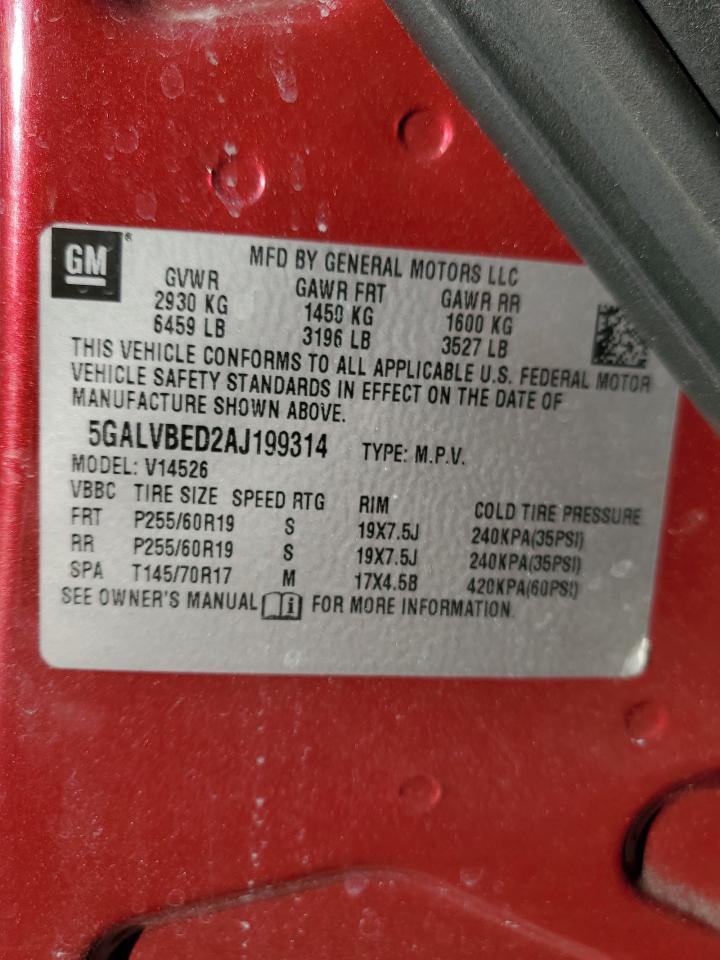 GM®
MFD BY GENERAL MOTORS LLC
GVWR GAWR FRT GAWR RR
2930 KG 1450 KG 1600 KG
6459 LB 3196 LB 3527 LB
THIS VEHICLE CONFORMS TO ALL APPLICABLE U.S. FEDERAL MOTOR
VEHICLE SAFETY STANDARDS IN EFFECT ON THE DATE OF
MANUFACTURE SHOWN ABOVE.
5GALVBED2AJ199314 TYPE: M.P.V.
MODEL: V14526
VBBC TIRE SIZE SPEED RTG RIM COLD TIRE PRESSURE
FRT P255/60R19 S 19X7.5J 240KPA(35PSI)
RR P255/60R19 S 19X7.5J 240KPA(35PSI)
SPA T145/70R17 M 17X4.5B 420KPA(60PSI)
SEE OWNER'S MANUAL i FOR MORE INFORMATION.